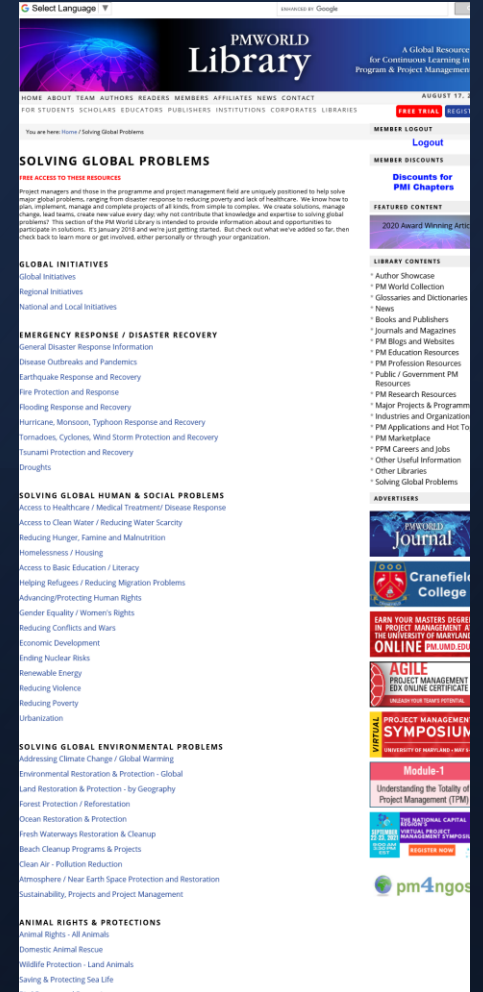 Select Language ▼
ENHANCED BY Google
PMWORLD
Library
A Global Resource
for Continuous Learning in
Program & Project Management
HOME ABOUT TEAM AUTHORS READERS MEMBERS AFFILIATES NEWS CONTACT
AUGUST 17, 2
FOR STUDENTS SCHOLARS EDUCATORS PUBLISHERS INSTITUTIONS CORPORATES LIBRARIES
FREE TRIAL
REGIST
You are here: Home / Solving Global Problems
SOLVING GLOBAL PROBLEMS
FREE ACCESS TO THESE RESOURCES
Project managers and those in the programme and project management field are uniquely positioned to help solve
major global problems, ranging from disaster response to reducing poverty and lack of healthcare. We know how to
plan, implement, manage and complete projects of all kinds, from simple to complex. We create solutions, manage
change, lead teams, create new value every day: why not contribute that knowledge and expertise to solving global
problems? This section of the PM World Library is intended to provide information about and opportunities to
participate in solutions. It's January 2018 and we're just getting started. But check out what we've added so far, then
check back to learn more or get involved, either personally or through your organization.
GLOBAL INITIATIVES
Global Initiatives
Regional Initiatives
National and Local Initiatives
EMERGENCY RESPONSE / DISASTER RECOVERY
General Disaster Response Information
Disease Outbreaks and Pandemics
Earthquake Response and Recovery
Fire Protection and Response
Flooding Response and Recovery
Hurricane, Monsoon, Typhoon Response and Recovery
Tornadoes, Cyclones, Wind Storm Protection and Recovery
Tsunami Protection and Recovery
Droughts
SOLVING GLOBAL HUMAN & SOCIAL PROBLEMS
Access to Healthcare / Medical Treatment/ Disease Response
Access to Clean Water / Reducing Water Scarcity
Reducing Hunger, Famine and Malnutrition
Homelessness / Housing
Access to Basic Education / Literacy
Helping Refugees / Reducing Migration Problems
Advancing/Protecting Human Rights
Gender Equality / Women's Rights
Reducing Conflicts and Wars
Economic Development
Ending Nuclear Risks
Renewable Energy
Reducing Violence
Reducing Poverty
Urbanization
SOLVING GLOBAL ENVIRONMENTAL PROBLEMS
Addressing Climate Change / Global Warming
Environmental Restoration & Protection - Global
Land Restoration & Protection - by Geography
Forest Protection / Reforestation
Ocean Restoration & Protection
Fresh Waterways Restoration & Cleanup
Beach Cleanup Programs & Projects
Clean Air - Pollution Reduction
Atmosphere / Near Earth Space Protection and Restoration
Sustainability, Projects and Project Management
ANIMAL RIGHTS & PROTECTIONS
Animal Rights - All Animals
Domestic Animal Rescue
Wildlife Protection - Land Animals
Saving & Protecting Sea Life
MEMBER LOGOUT
Logout
MEMBER DISCOUNTS
Discounts for
PMI Chapters
FEATURED CONTENT
2020 Award Winning Artic
LIBRARY CONTENTS
* Author Showcase
* PM World Collection
* Glossaries and Dictionaries
* News
* Books and Publishers
* Journals and Magazines
* PM Blogs and Websites
* PM Education Resources
* PM Profession Resources
* Public / Government PM
Resources
* PM Research Resources
* Major Projects & Programm
* Industries and Organization
* PM Applications and Hot To
* PM Marketplace
* PPM Careers and Jobs
* Other Useful Information
* Other Libraries
* Solving Global Problems
ADVERTISERS
PMWORLD
Journal
Cranefield
College
EARN YOUR MASTERS DEGREE
IN PROJECT MANAGEMENT AT
THE UNIVERSITY OF MARYLAND
ONLINE PM.UMD.EDU
AGILE
PROJECT MANAGEMENT
EDX ONLINE CERTIFICATE
UNLEASH YOUR TEAM'S POTENTIAL
VIRTUAL
PROJECT MANAGEMENT
SYMPOSIUM
UNIVERSITY OF MARYLAND • MAY
Module-1
Understanding the Totality of
Project Management (TPM)
THE NATIONAL CAPITAL
REGION'S
VIRTUAL PROJECT
MANAGEMENT SYMPOSIU
SEPTEMBER
REGISTER NOW
pm4ngos